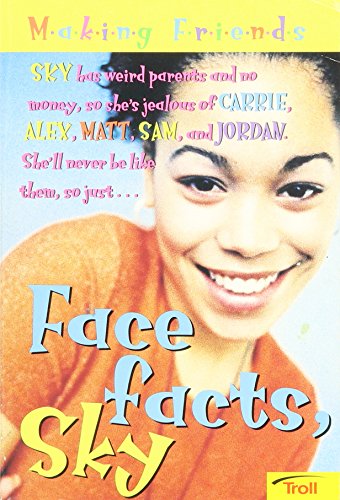 Making Friends
SKY has weird parents and no
money, so she's jealous of CARRIE,
ALEX, MATT, SAM, and JORDAN.
She'll never be like
them, so just . . .
Face
facts,
Sky
Troll